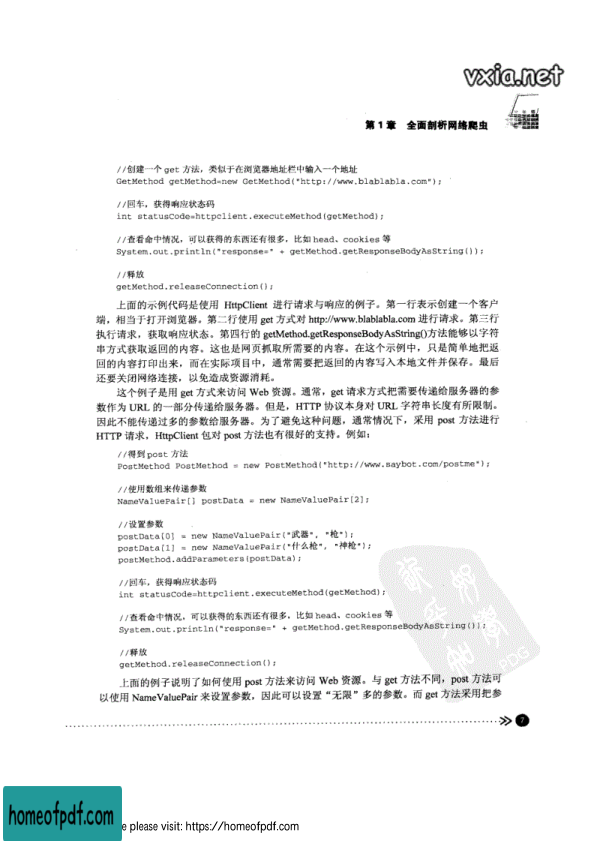 vxia.net
第 1 章 全面剖析网络爬虫
//创建一个 get 方法，类似于在浏览器地址栏中输入一个地址
GetMethod getMethod=new GetMethod("http://www.blablabla.com");
//回车，获得响应状态码
int statusCode=httpclient.executeMethod(getMethod);
//查看命中情况，可以获得的东西还有很多，比如 head、cookies 等
System.out.println("response=" + getMethod.getResponseBodyAsString());
//释放
getMethod.releaseConnection();
上面的示例代码是使用 HttpClient 进行请求与响应的例子。第一行表示创建一个客户
端，相当于打开浏览器。第二行使用 get 方式对 http://www.blablabla.com 进行请求。第三行
执行请求，获取响应状态。第四行的 getMethod.getResponseBodyAsString()方法能够以字符
串方式获取返回的内容。这也是网页抓取所需要的内容。在这个示例中，只是简单地把返
回的内容打印出来，而在实际项目中，通常需要把返回的内容写入本地文件并保存。最后
还要关闭网络连接，以免造成资源消耗。
这个例子是用 get 方式来访问 Web 资源。通常，get 请求方式把需要传递给服务器的参
数作为 URL 的一部分传递给服务器。但是，HTTP 协议本身对 URL 字符串长度有所限制。
因此不能传递过多的参数给服务器。为了避免这种问题，通常情况下，采用 post 方法进行
HTTP 请求，HttpClient 包对 post 方法也有很好的支持。例如：
//得到 post 方法
PostMethod PostMethod = new PostMethod("http://www.saybot.com/postme");
//使用数组来传递参数
NameValuePair[] postData = new NameValuePair[2];
//设置参数
postData[0] = new NameValuePair("武器", "枪");
postData[1] = new NameValuePair("什么枪", "神枪");
postMethod.addParameters(postData);
//回车，获得响应状态码
int statusCode=httpclient.executeMethod(getMethod);
//查看命中情况，可以获得的东西还有很多，比如 head、cookies 等
System.out.println("response=" + getMethod.getResponseBodyAsString());
//释放
getMethod.releaseConnection();
上面的例子说明了如何使用 post 方法来访问 Web 资源。与 get 方法不同，post 方法可
以使用 NameValuePair 来设置参数，因此可以设置“无限”多的参数。而 get 方法采用把参
7
PDG
homeofpdf.com
e please visit: https://homeofpdf.com